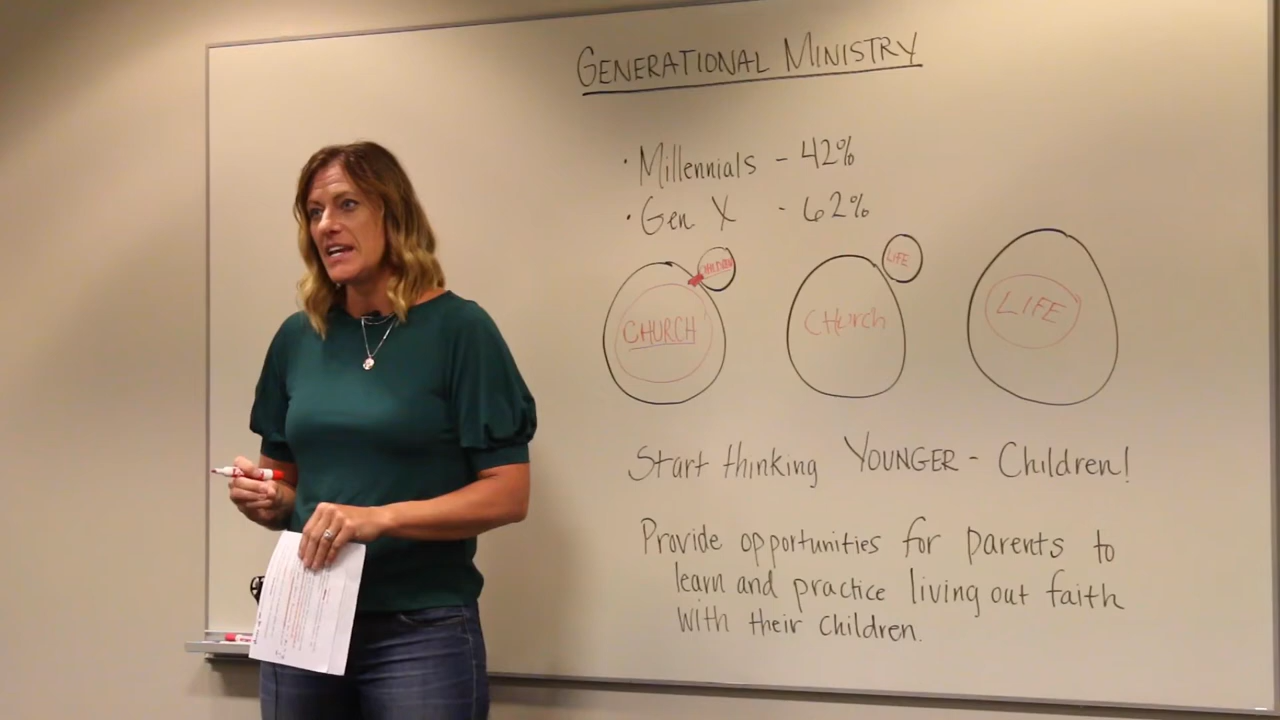 GENERATIONAL MINISTRY
· Millennials - 42%
· Gen X - 62%
CHURCH
CHILDREN
CHurch
LIFE
LIFE
Start thinking YOUNGER - Children!
Provide opportunities for parents to
learn and practice living out faith
with their children.